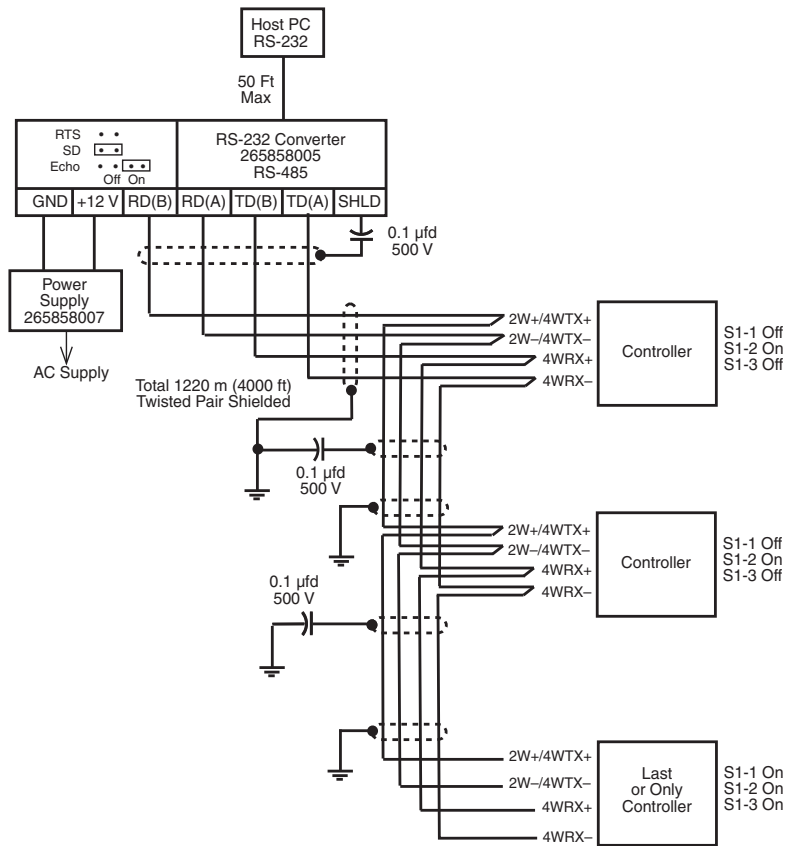 Host PC
RS-232
50 Ft
Max
RTS
SD
Echo
Off On
RS-232 Converter
265858005
RS-485
GND +12 V RD(B) RD(A) TD(B) TD(A) SHLD
0.1 µfd
500 V
Power
Supply
265858007
AC Supply
Total 1220 m (4000 ft)
Twisted Pair Shielded
2W+/4WTX+
2W–/4WTX–
4WRX+
4WRX–
Controller
S1-1 Off
S1-2 On
S1-3 Off
0.1 µfd
500 V
2W+/4WTX+
2W–/4WTX–
4WRX+
4WRX–
Controller
S1-1 Off
S1-2 On
S1-3 Off
0.1 µfd
500 V
2W+/4WTX+
2W–/4WTX–
4WRX+
4WRX–
Last
or Only
Controller
S1-1 On
S1-2 On
S1-3 On